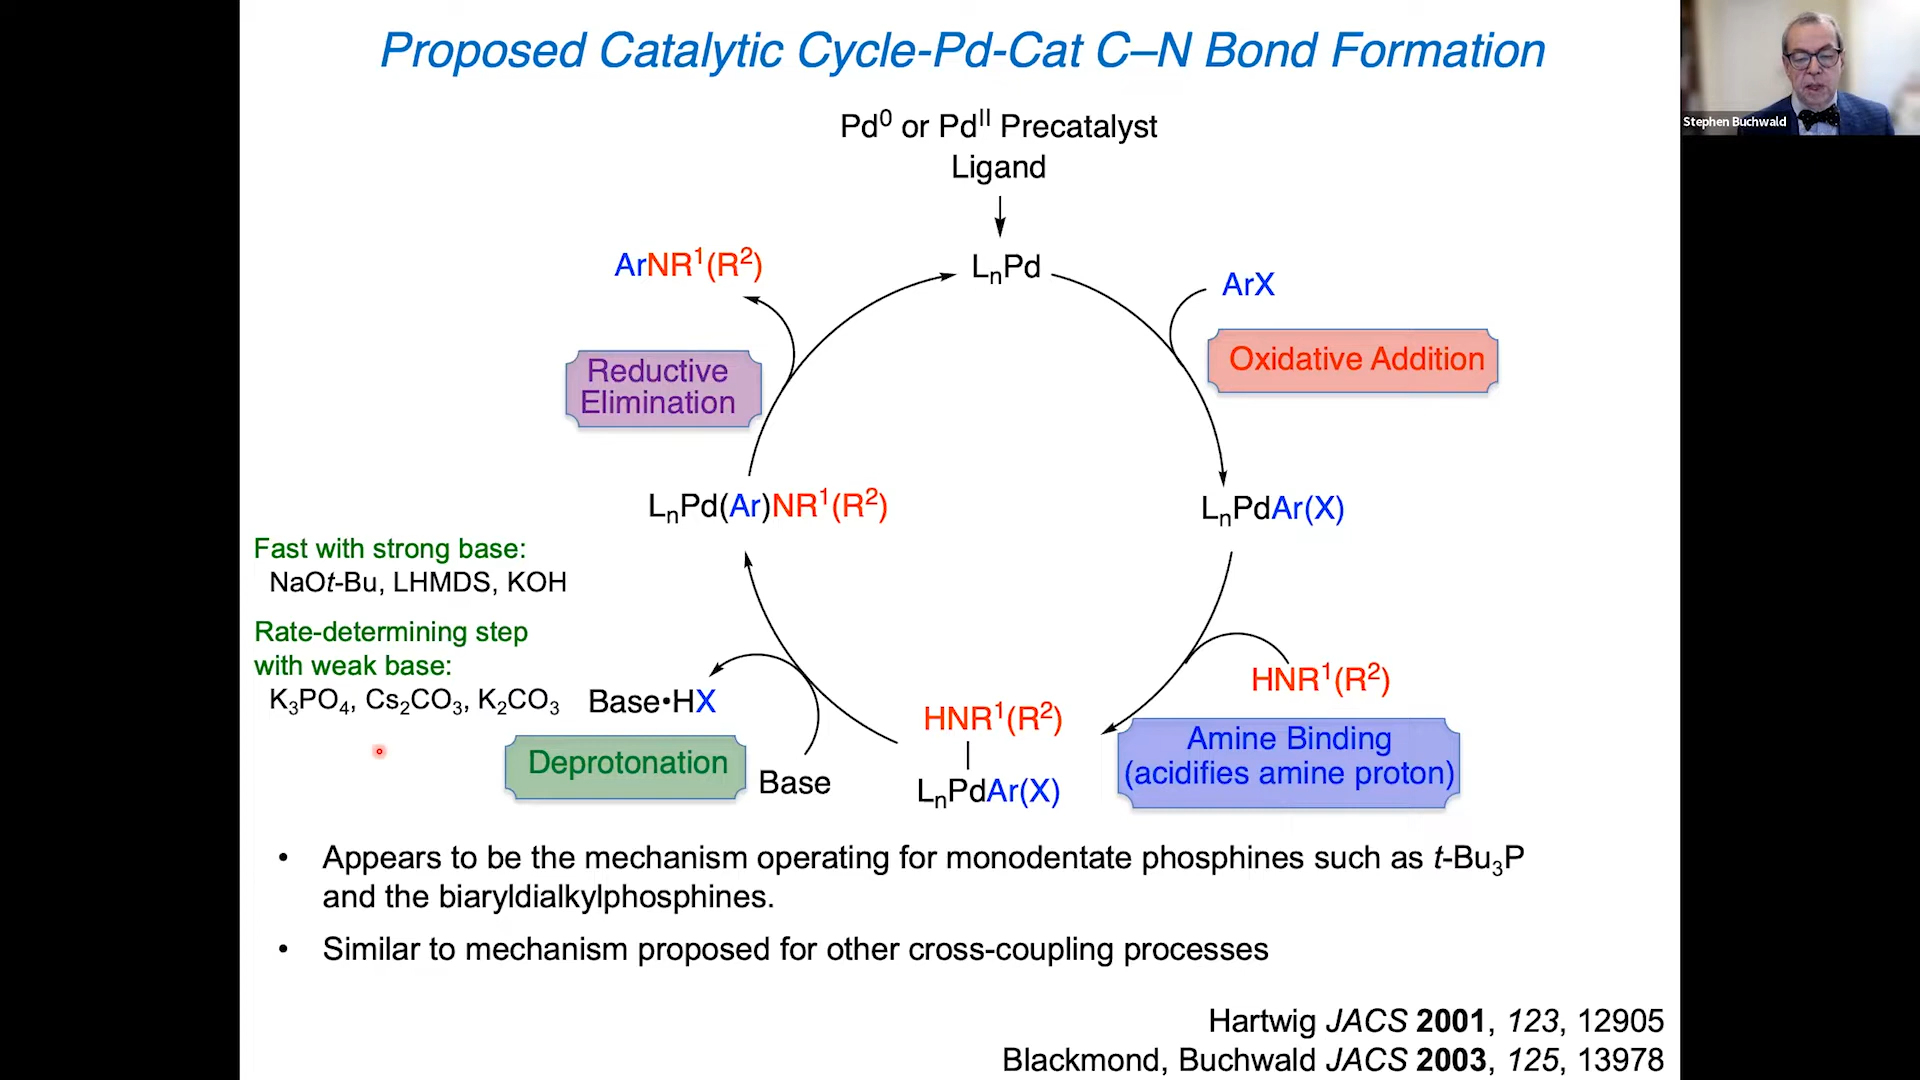 Proposed Catalytic Cycle-Pd-Cat C–N Bond Formation
Stephen Buchwald
Pd⁰ or Pdᴵᴵ Precatalyst
Ligand
LₙPd
ArNR¹(R²)
ArX
Oxidative Addition
Reductive
Elimination
LₙPd(Ar)NR¹(R²)
LₙPdAr(X)
Fast with strong base:
NaOt-Bu, LHMDS, KOH
Rate-determining step
with weak base:
K₃PO₄, Cs₂CO₃, K₂CO₃
Base•HX
HNR¹(R²)
HNR¹(R²)
LₙPdAr(X)
Amine Binding
(acidifies amine proton)
Deprotonation
Base
• Appears to be the mechanism operating for monodentate phosphines such as t-Bu₃P
and the biaryldialkylphosphines.
• Similar to mechanism proposed for other cross-coupling processes
Hartwig JACS 2001, 123, 12905
Blackmond, Buchwald JACS 2003, 125, 13978